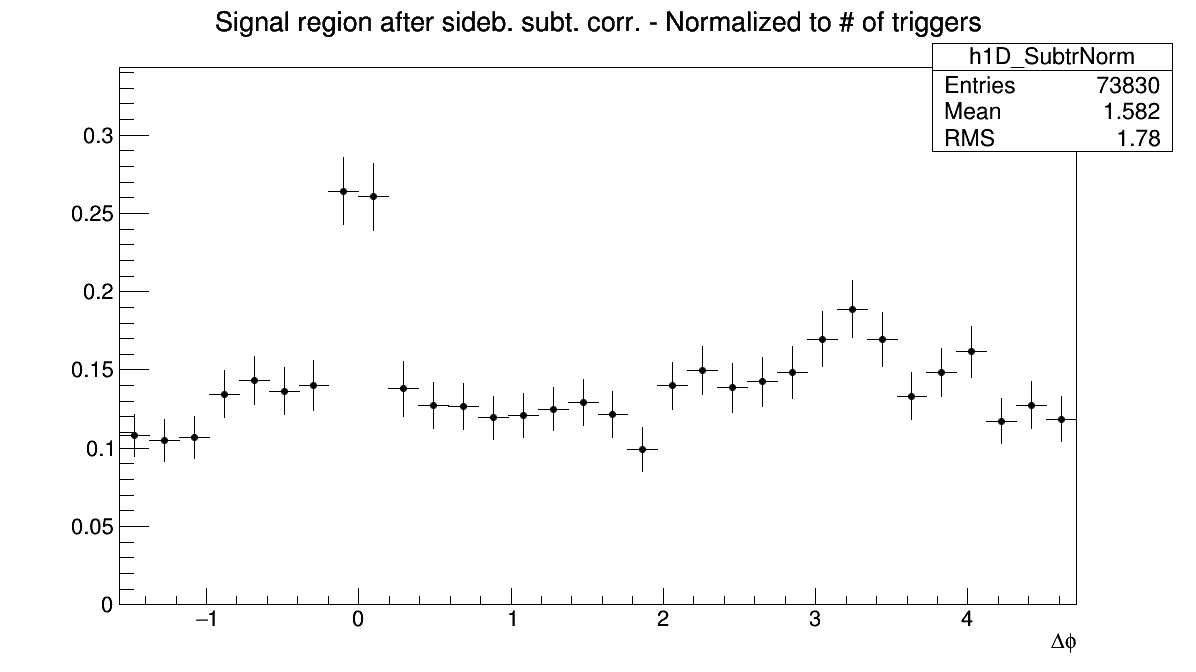 Signal region after sideb. subt. corr. - Normalized to # of triggers
h1D_SubtrNorm
Entries 73830
Mean 1.582
RMS 1.78
0.3
0.25
0.2
0.15
0.1
0.05
0
−1 0 1 2 3 4
Δϕ